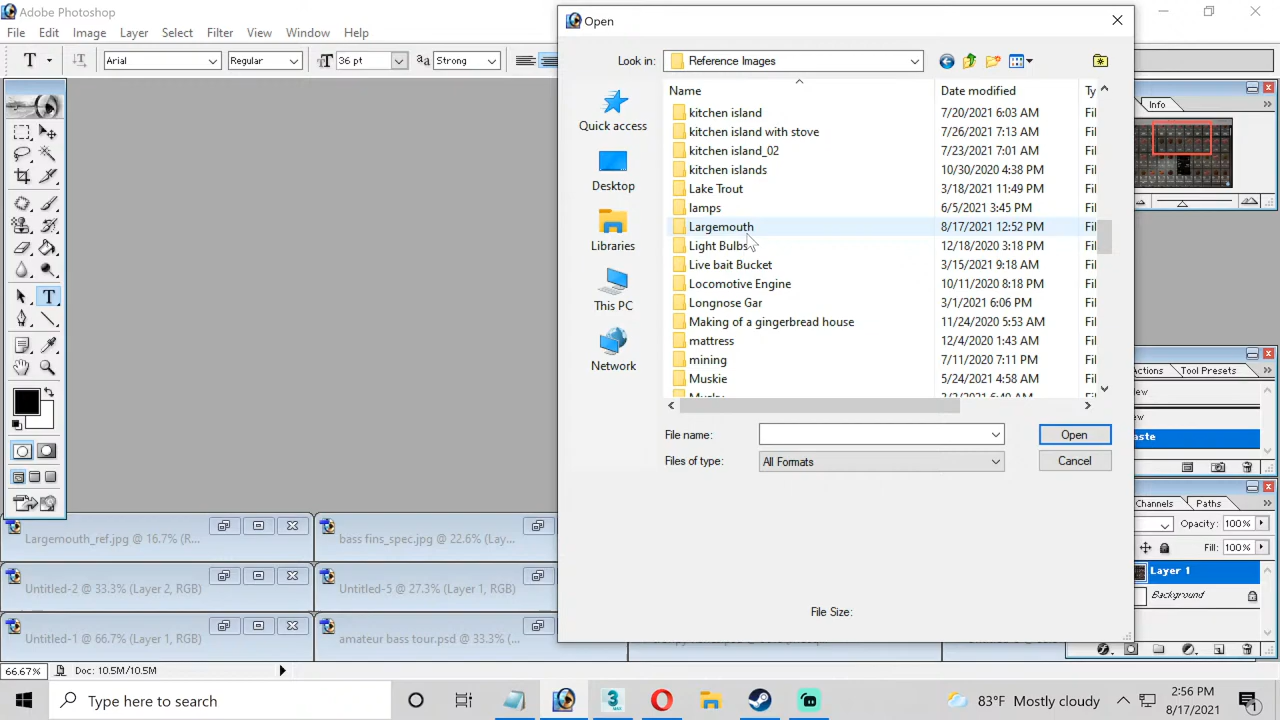 Adobe Photoshop
File Edit Image Layer Select Filter View Window Help
Arial Regular 36 pt Strong
Open
Look in: Reference Images
Quick access
Desktop
Libraries
This PC
Network
Name Date modified Ty
kitchen island 7/20/2021 6:03 AM Fil
kitchen island with stove 7/26/2021 7:13 AM Fil
kitchen island_02 7/23/2021 7:01 AM Fil
kitchen islands 10/30/2020 4:38 PM Fil
Lake Trout 3/18/2021 11:49 PM Fil
lamps 6/5/2021 3:45 PM Fil
Largemouth 8/17/2021 12:52 PM Fil
Light Bulbs 12/18/2020 3:18 PM Fil
Live bait Bucket 3/15/2021 9:18 AM Fil
Locomotive Engine 10/11/2020 8:18 PM Fil
Longnose Gar 3/1/2021 6:06 PM Fil
Making of a gingerbread house 11/24/2020 5:53 AM Fil
mattress 12/4/2020 1:43 AM Fil
mining 7/11/2020 7:11 PM Fil
Muskie 5/24/2021 4:58 AM Fil
File name: Open
Files of type: All Formats Cancel
File Size:
Info
Actions Tool Presets
ew
ew
aste
Channels Paths
Opacity: 100%
Fill: 100%
Layer 1
Background
Largemouth_ref.jpg @ 16.7% (R... bass fins_spec.jpg @ 22.6% (Lay...
Untitled-2 @ 33.3% (Layer 2, RGB) Untitled-5 @ 27.3% (Layer 1, RGB)
Untitled-1 @ 66.7% (Layer 1, RGB) amateur bass tour.psd @ 33.3% (...
66.67% Doc: 10.5M/10.5M
Type here to search
83°F Mostly cloudy
2:56 PM
8/17/2021